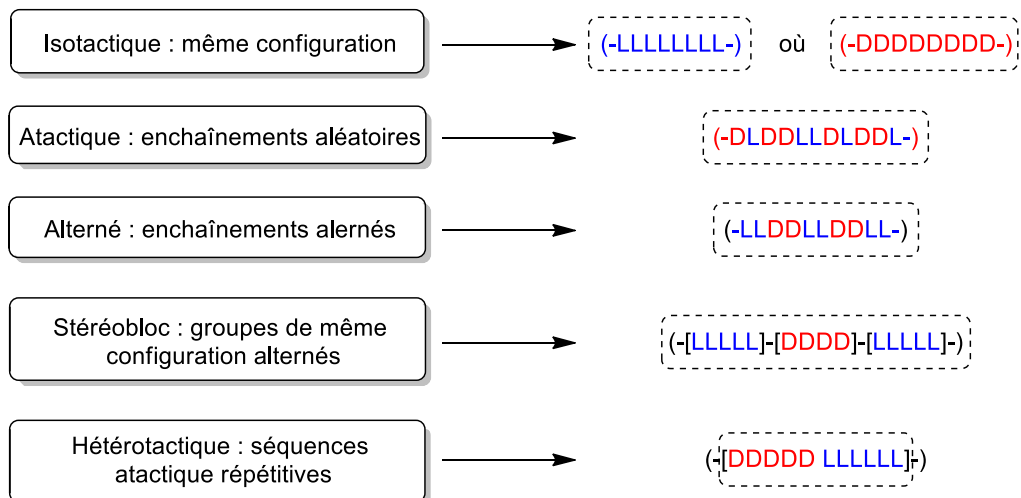 Isotactique : même configuration
(-LLLLLLLL-) où (-DDDDDDDD-)
Atactique : enchaînements aléatoires
(-DLDDLLDLDDL-)
Alterné : enchaînements alernés
(-LLDDLLDDLL-)
Stéréobloc : groupes de même
configuration alternés
(-[LLLLL]-[DDDD]-[LLLLL]-)
Hétérotactique : séquences
atactique répétitives
(-[DDDDD LLLLLL]-)